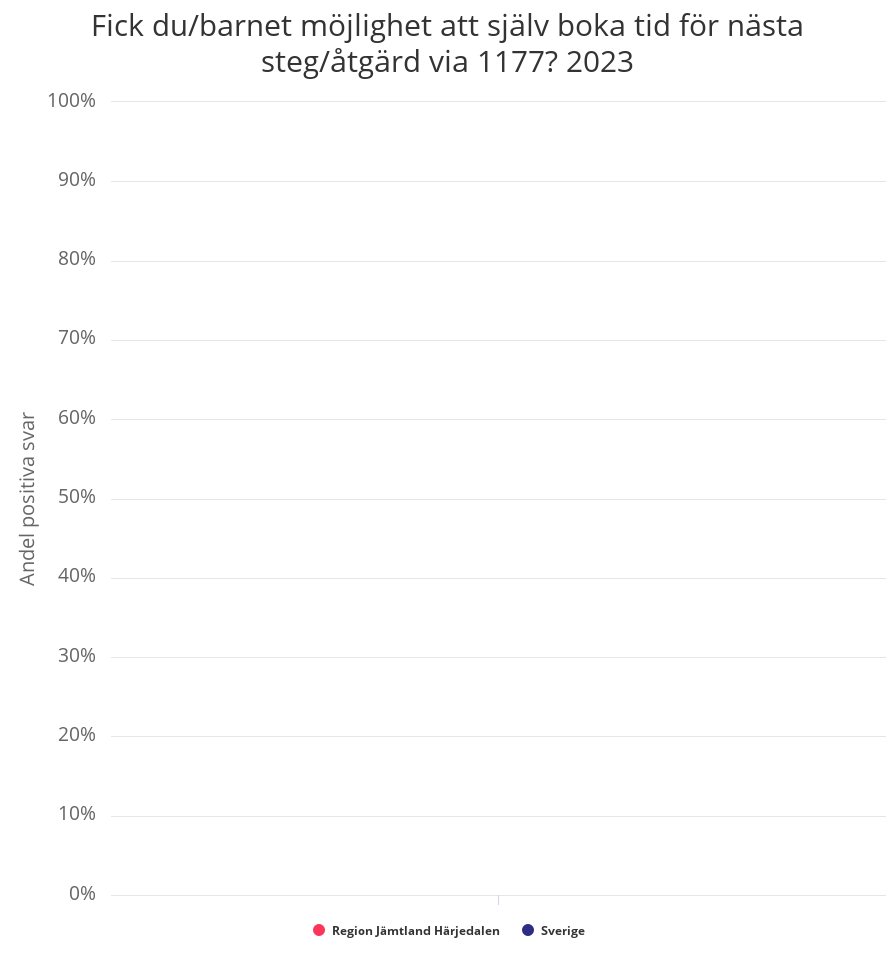 Fick du/barnet möjlighet att själv boka tid för nästa
steg/åtgärd via 1177? 2023
100%
90%
80%
70%
60%
50%
40%
30%
20%
10%
0%
Andel positiva svar
Region Jämtland Härjedalen
Sverige